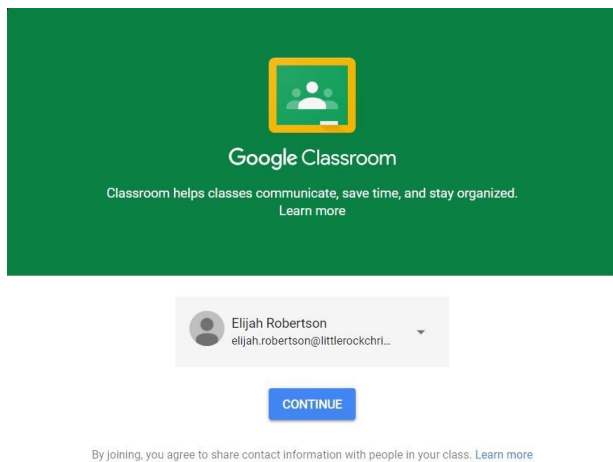 Google Classroom
Classroom helps classes communicate, save time, and stay organized.
Learn more
Elijah Robertson
elijah.robertson@littlerockchri...
CONTINUE
By joining, you agree to share contact information with people in your class. Learn more